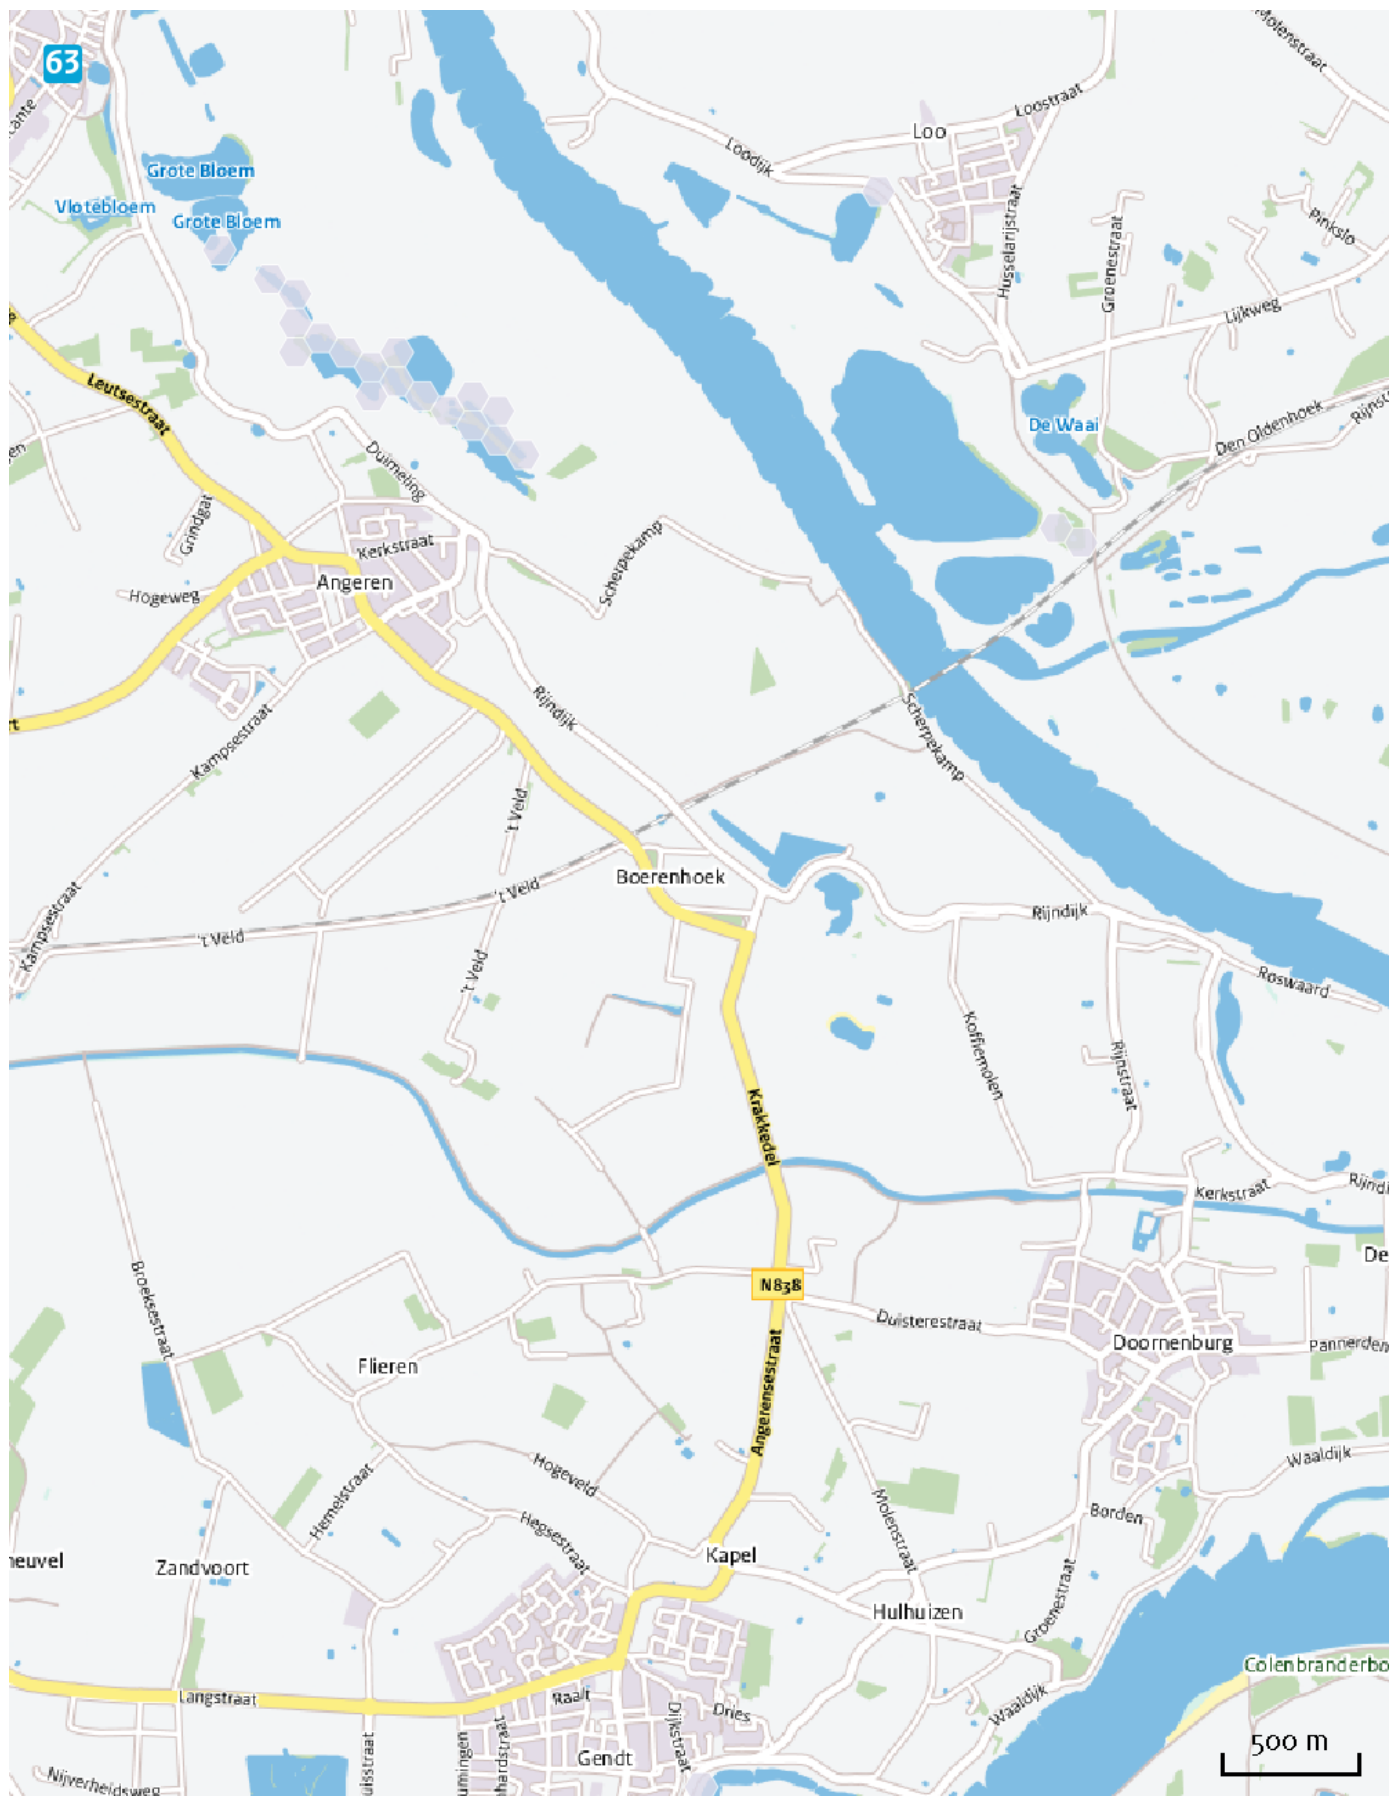 63
Molenstraat
Loostraat
Loo
Loodijk
Grote Bloem
Vlotebloem
Grote Bloem
Husselarijstraat
Groenestraat
Pinkslo
Lijkweg
Leutsestraat
De Waai
Den Oldenhoek
Duimeling
Grindgat
Kerkstraat
Angeren
Scherpekamp
Hogeweg
Rijndijk
Kampsestraat
Scherpekamp
't Veld
Boerenhoek
't Veld
Kampsestraat
't Veld
Rijndijk
't Veld
Roswaard
Koffiemolen
Rijnstraat
Krakkedel
Kerkstraat
Broeksestraat
N838
Duisterestraat
Doornenburg
Flieren
Angerensestraat
Waaldijk
Hogeveld
Hemelstraat
Molenstraat
Borden
Hegsestraat
Kapel
Zandvoort
Groenestraat
Hulhuizen
Langstraat
Raalt
Dries
Dijkstraat
Waaldijk
Gendt
Nijverheidsweg
500 m